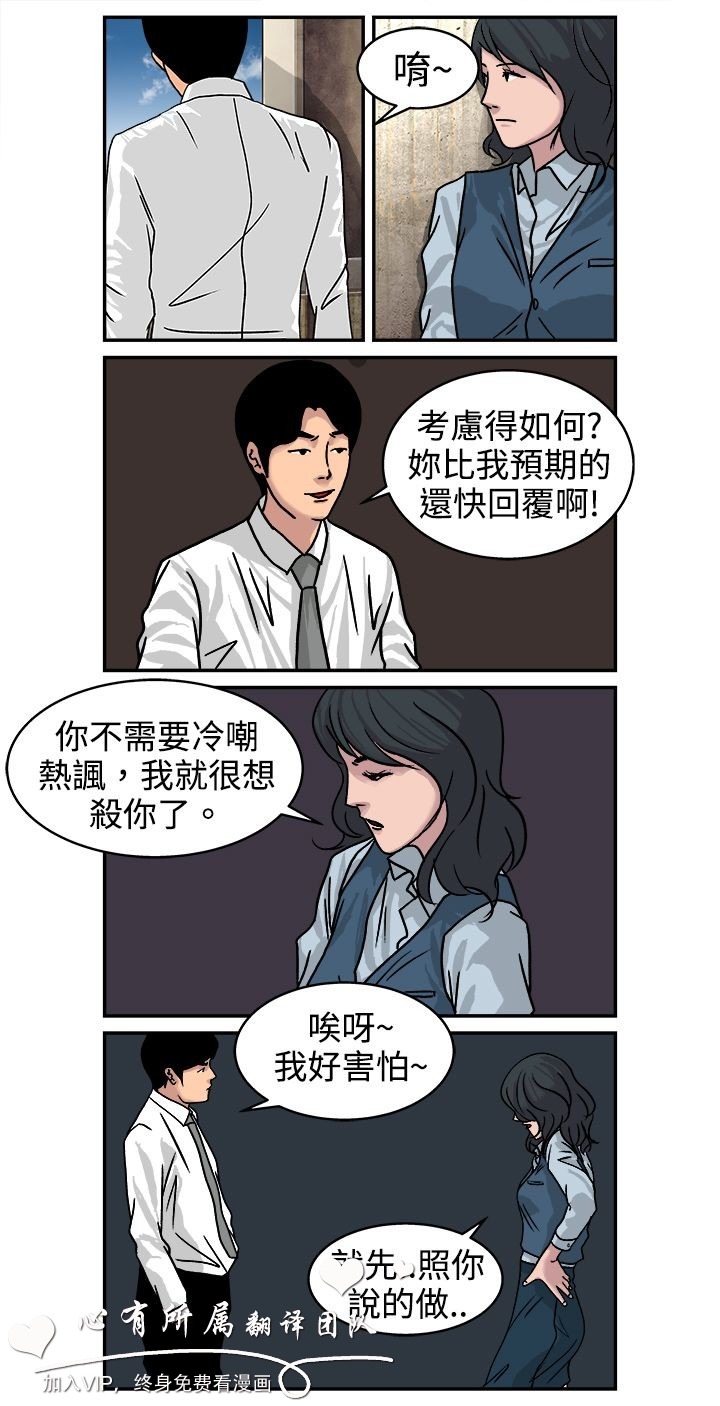 唷~
考慮得如何?
妳比我預期的
還快回覆啊!
你不需要冷嘲
熱諷，我就很想
殺你了。
唉呀~
我好害怕~
就先..照你
說的做..
心有所属翻译团队
加入VIP，终身免费看漫画